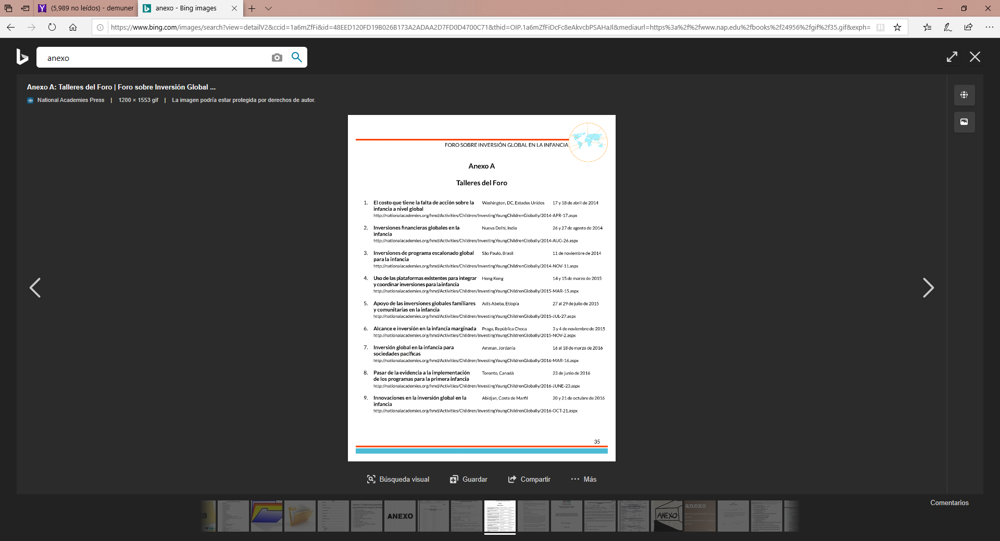 (5,989 no leídos) - demuner
anexo - Bing images
https://www.bing.com/images/search?view=detailV2&ccid=1a6mZfFi&id=48EED120FD19B026B173A2ADAA2D7FD0D4700C71&thid=OIP.1a6mZfFiDcFc8eAkvcbPSAHaJl&mediaurl=https%3a%2f%2fwww.nap.edu%2fbooks%2f24956%2fgif%2f35.gif&exph=
anexo
Anexo A: Talleres del Foro | Foro sobre Inversión Global ...
National Academies Press | 1200 × 1553 gif | La imagen podría estar protegida por derechos de autor.
FORO SOBRE INVERSIÓN GLOBAL EN LA INFANCIA
Anexo A
Talleres del Foro
1. El costo que tiene la falta de acción sobre la Washington, DC, Estados Unidos 17 y 18 de abril de 2014
infancia a nivel global
http://nationalacademies.org/hmd/Activities/Children/InvestingYoungChildrenGlobally/2014-APR-17.aspx
2. Inversiones financieras globales en la Nueva Delhi, India 26 y 27 de agosto de 2014
infancia
http://nationalacademies.org/hmd/Activities/Children/InvestingYoungChildrenGlobally/2014-AUG-26.aspx
3. Inversiones de programa escalonado global São Paulo, Brasil 11 de noviembre de 2014
para la infancia
http://nationalacademies.org/hmd/Activities/Children/InvestingYoungChildrenGlobally/2014-NOV-11.aspx
4. Uso de las plataformas existentes para integrar Hong Kong 14 y 15 de marzo de 2015
y coordinar inversiones para la infancia
http://nationalacademies.org/hmd/Activities/Children/InvestingYoungChildrenGlobally/2015-MAR-15.aspx
5. Apoyo de las inversiones globales familiares Adís Abeba, Etiopía 27 al 29 de julio de 2015
y comunitarias en la infancia
http://nationalacademies.org/hmd/Activities/Children/InvestingYoungChildrenGlobally/2015-JUL-27.aspx
6. Alcance e inversión en la infancia marginada Praga, República Checa 3 y 4 de noviembre de 2015
http://nationalacademies.org/hmd/Activities/Children/InvestingYoungChildrenGlobally/2015-NOV-2.aspx
7. Inversión global en la infancia para Amman, Jordania 16 al 18 de marzo de 2016
sociedades pacíficas
http://nationalacademies.org/hmd/Activities/Children/InvestingYoungChildrenGlobally/2016-MAR-16.aspx
8. Pasar de la evidencia a la implementación Toronto, Canadá 23 de junio de 2016
de los programas para la primera infancia
http://nationalacademies.org/hmd/Activities/Children/InvestingYoungChildrenGlobally/2016-JUNE-23.aspx
9. Innovaciones en la inversión global en la Abidjan, Costa de Marfil 20 y 21 de octubre de 2016
infancia
http://nationalacademies.org/hmd/Activities/Children/InvestingYoungChildrenGlobally/2016-OCT-21.aspx
35
Búsqueda visual Guardar Compartir Más
Comentarios
ANEXO
ANEXO
anexo